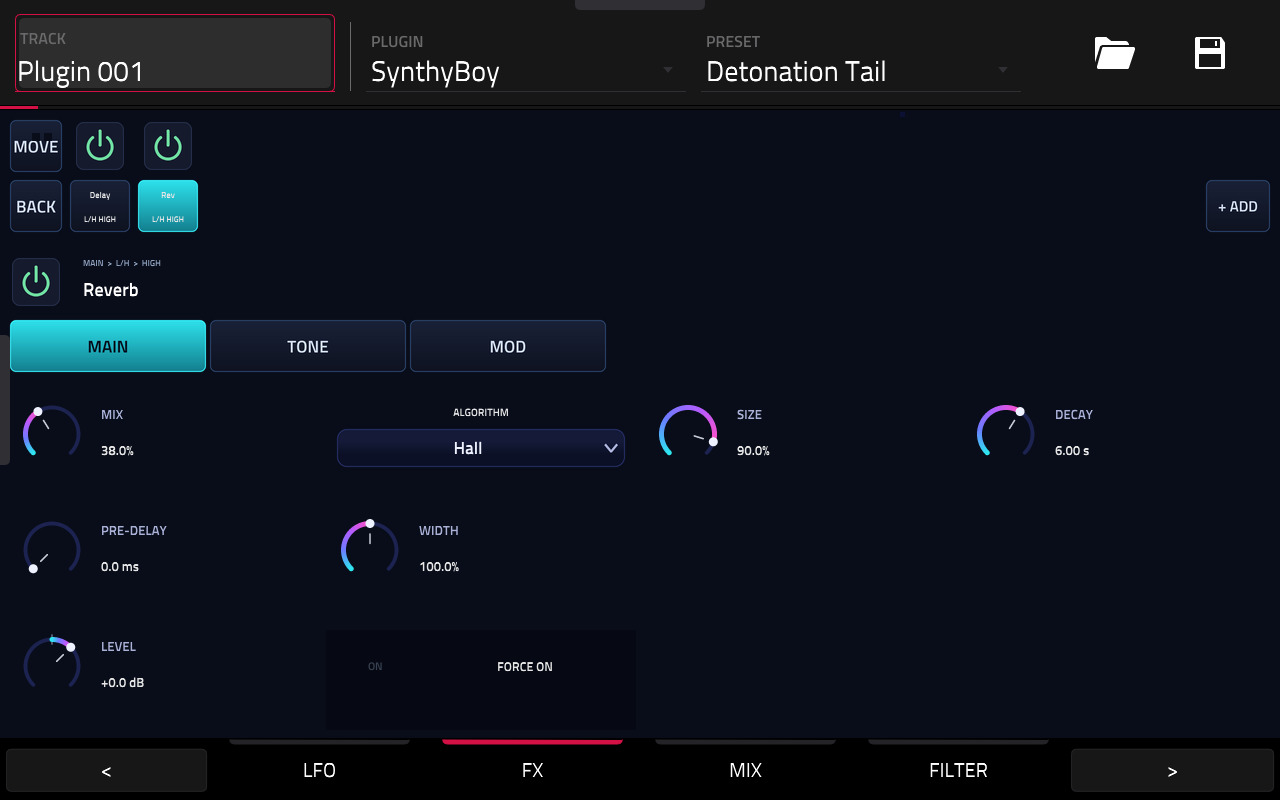 TRACK
Plugin 001
PLUGIN
SynthyBoy
PRESET
Detonation Tail
MOVE
BACK
Delay
L/H HIGH
Rev
L/H HIGH
+ ADD
MAIN > L/H > HIGH
Reverb
MAIN
TONE
MOD
MIX
38.0%
ALGORITHM
Hall
SIZE
90.0%
DECAY
6.00 s
PRE-DELAY
0.0 ms
WIDTH
100.0%
LEVEL
+0.0 dB
ON
FORCE ON
<
LFO
FX
MIX
FILTER
>